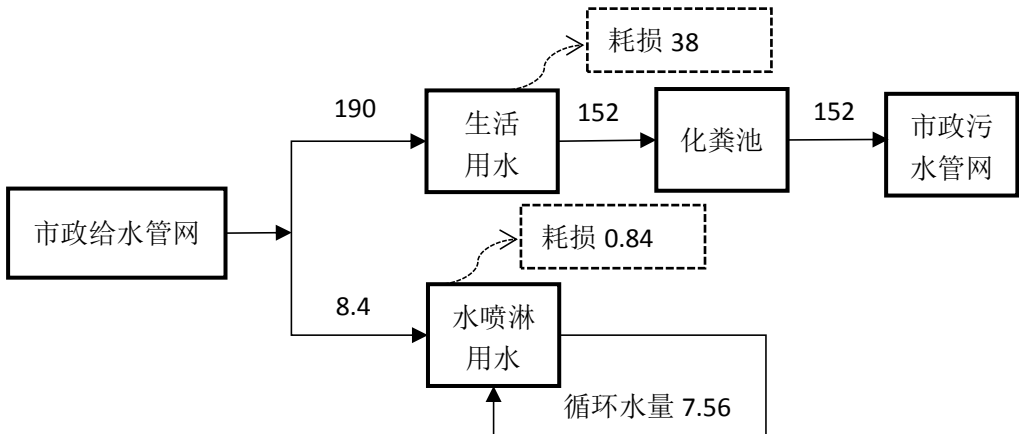 耗损 38
190
生活
用水
152
化粪池
152
市政污
水管网
市政给水管网
耗损 0.84
8.4
水喷淋
用水
循环水量 7.56